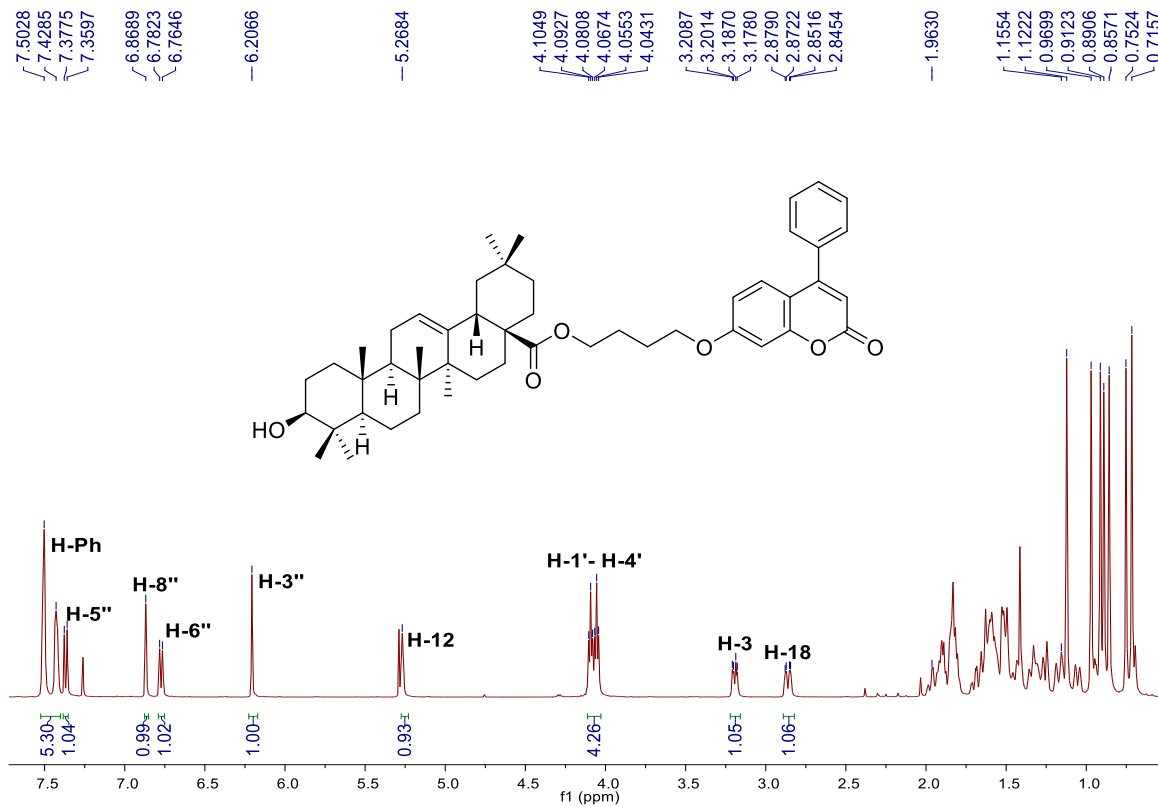 7.5028
7.4285
7.3775
7.3597
6.8689
6.7823
6.7646
6.2066
5.2684
4.1049
4.0927
4.0808
4.0674
4.0553
4.0431
3.2087
3.2014
3.1870
3.1780
2.8790
2.8722
2.8516
2.8454
1.9630
1.1554
1.1222
0.9699
0.9123
0.8906
0.8571
0.7524
0.7157
H
O
O
O
O
O
H
HO
H
H-Ph
H-5''
H-8''
H-6''
H-3''
H-12
H-1'- H-4'
H-3
H-18
5.30
1.04
0.99
1.02
1.00
0.93
4.26
1.05
1.06
7.5 7.0 6.5 6.0 5.5 5.0 4.5 4.0 3.5 3.0 2.5 2.0 1.5 1.0
f1 (ppm)